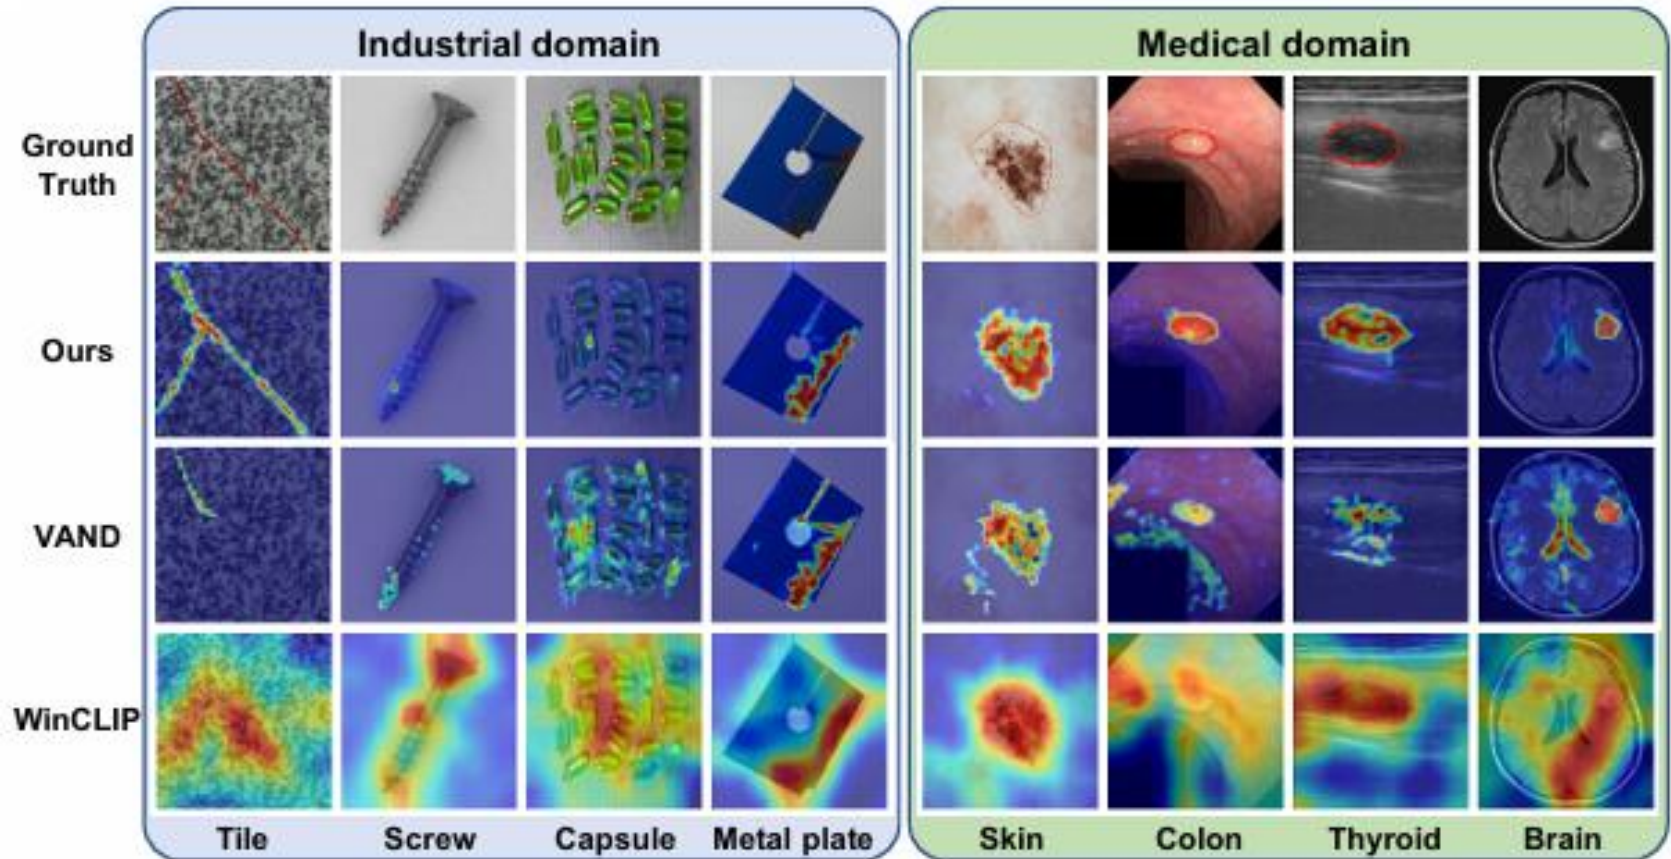 Industrial domain
Medical domain
Ground
Truth
Ours
VAND
WinCLIP
Tile
Screw
Capsule
Metal plate
Skin
Colon
Thyroid
Brain